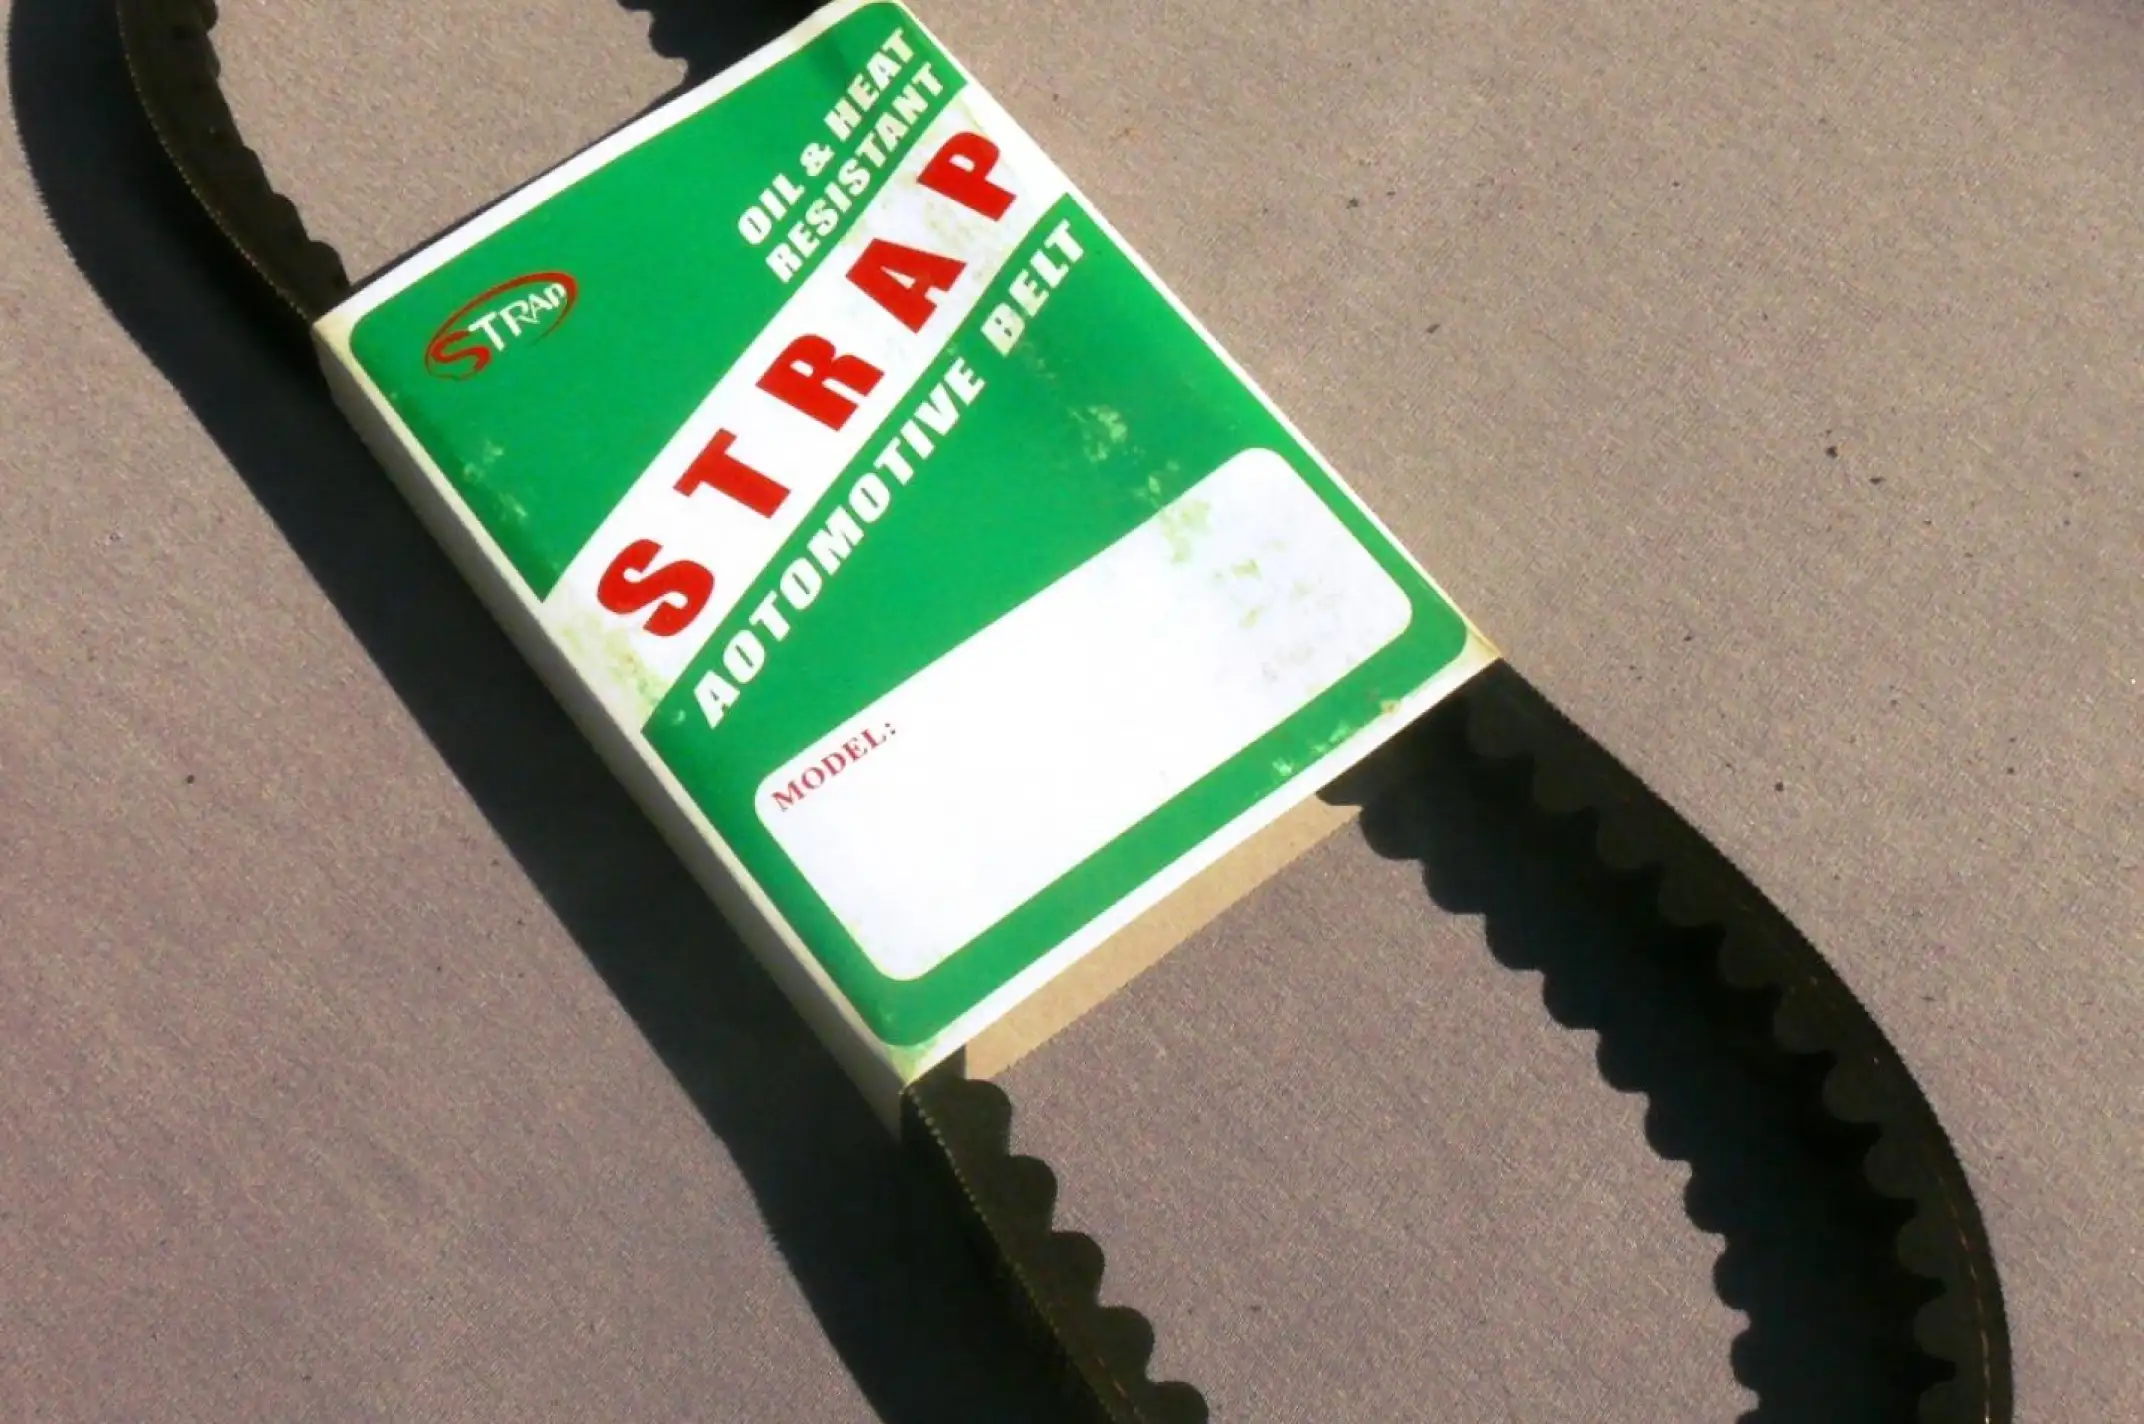 STRAP
OIL & HEAT
RESISTANT
STRAP
AOTOMOTIVE BELT
MODEL: